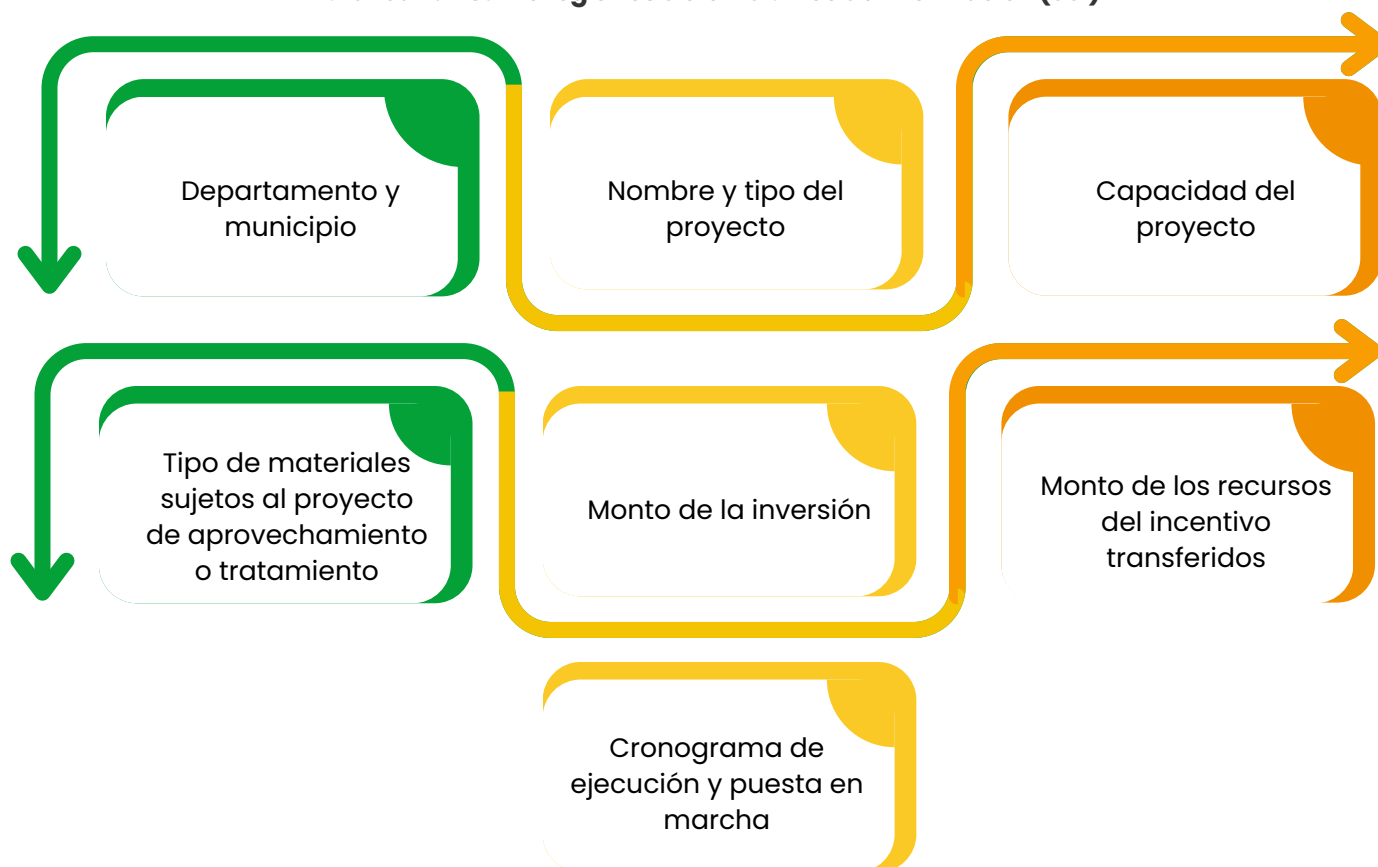 Departamento y
municipio
Nombre y tipo del
proyecto
Capacidad del
proyecto
Tipo de materiales
sujetos al proyecto
de aprovechamiento
o tratamiento
Monto de la inversión
Monto de los recursos
del incentivo
transferidos
Cronograma de
ejecución y puesta en
marcha